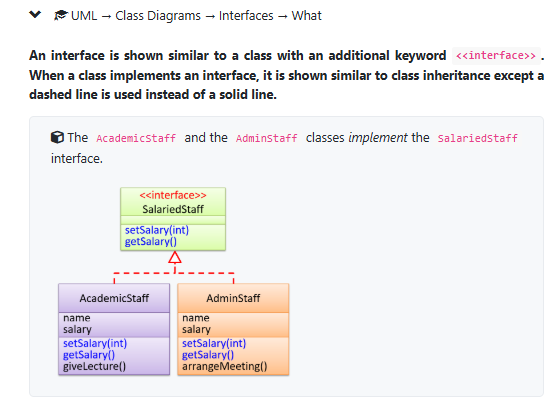 UML → Class Diagrams → Interfaces → What
An interface is shown similar to a class with an additional keyword <<interface>> .
When a class implements an interface, it is shown similar to class inheritance except a
dashed line is used instead of a solid line.
The AcademicStaff and the AdminStaff classes implement the SalariedStaff
interface.
<<interface>>
SalariedStaff
setSalary(int)
getSalary()
AcademicStaff
name
salary
setSalary(int)
getSalary()
giveLecture()
AdminStaff
name
salary
setSalary(int)
getSalary()
arrangeMeeting()